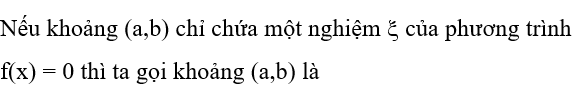 Nếu khoảng (a,b) chỉ chứa một nghiệm ξ của phương trình
f(x) = 0 thì ta gọi khoảng (a,b) là